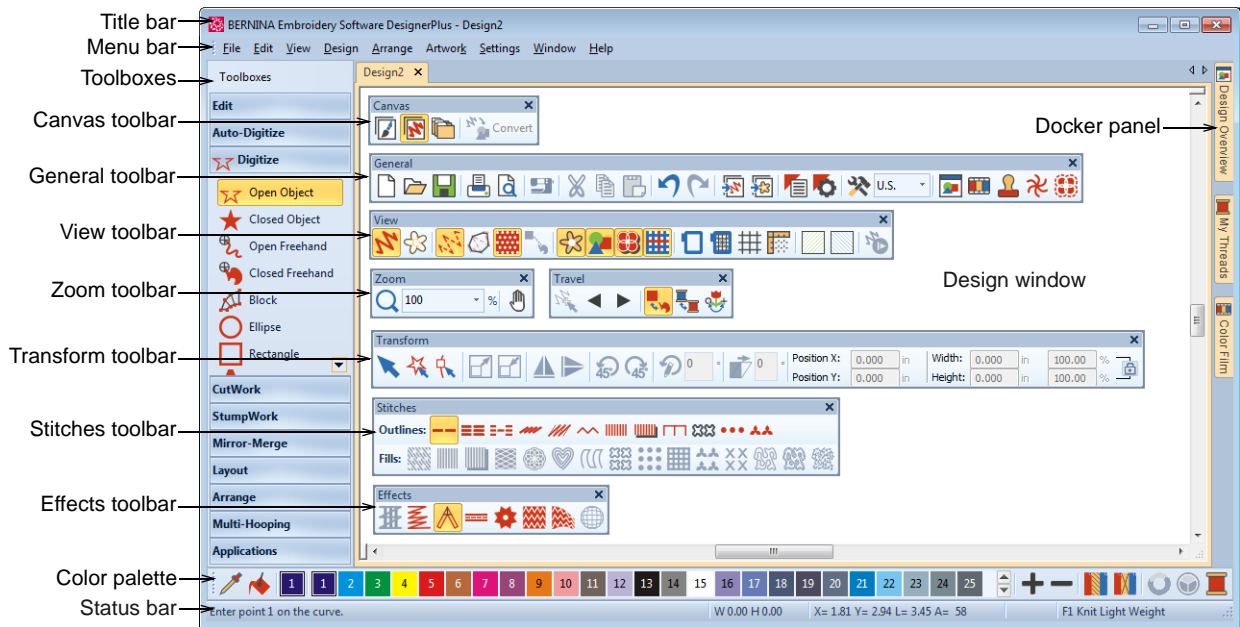 Title bar
BERNINA Embroidery Software DesignerPlus - Design2
Menu bar
File Edit View Design Arrange Artwork Settings Window Help
Toolboxes
Toolboxes
Design2
Edit
Auto-Digitize
Digitize
Open Object
Closed Object
Open Freehand
Closed Freehand
Block
Ellipse
Rectangle
CutWork
StumpWork
Mirror-Merge
Layout
Arrange
Multi-Hooping
Applications
Canvas toolbar
Canvas
Convert
General toolbar
General
U.S.
View toolbar
View
Zoom toolbar
Zoom
100 %
Travel
Design window
Transform toolbar
Transform
45 45 0 ° 0 °
Position X: 0.000 in Width: 0.000 in 100.00 %
Position Y: 0.000 in Height: 0.000 in 100.00 %
Stitches toolbar
Stitches
Outlines:
Fills:
Effects toolbar
Effects
Docker panel
Design Overview
My Threads
Color Film
Color palette
1 1 2 3 4 5 6 7 8 9 10 11 12 13 14 15 16 17 18 19 20 21 22 23 24 25
Status bar
Enter point 1 on the curve.
W 0.00 H 0.00
X= 1.81 Y= 2.94 L= 3.45 A= 58
F1 Knit Light Weight